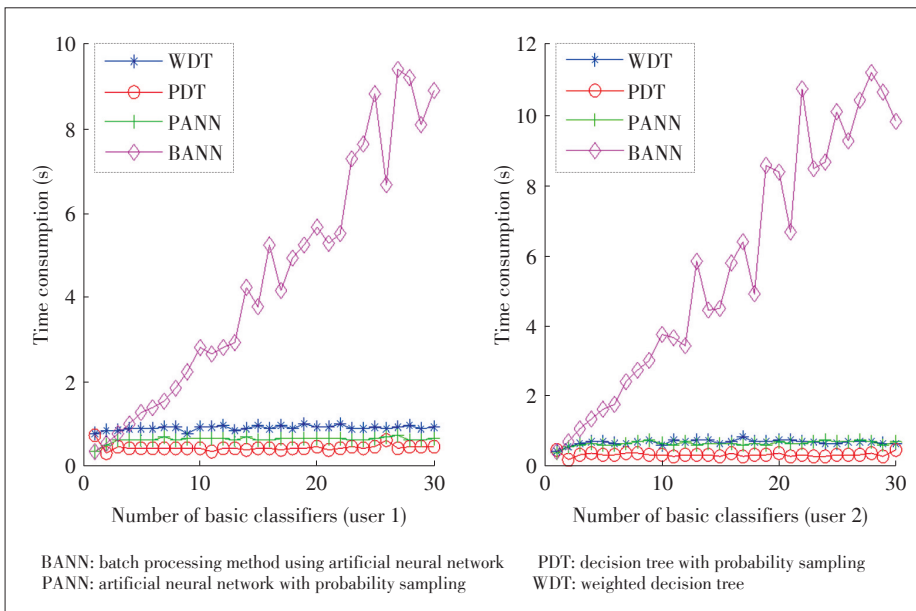 10
8
6
4
2
0
Time consumption (s)
WDT
PDT
PANN
BANN
0
10
20
30
Number of basic classifiers (user 1)
12
10
8
6
4
2
0
Time consumption (s)
WDT
PDT
PANN
BANN
0
10
20
30
Number of basic classifiers (user 2)
BANN: batch processing method using artificial neural network
PDT: decision tree with probability sampling
PANN: artificial neural network with probability sampling
WDT: weighted decision tree